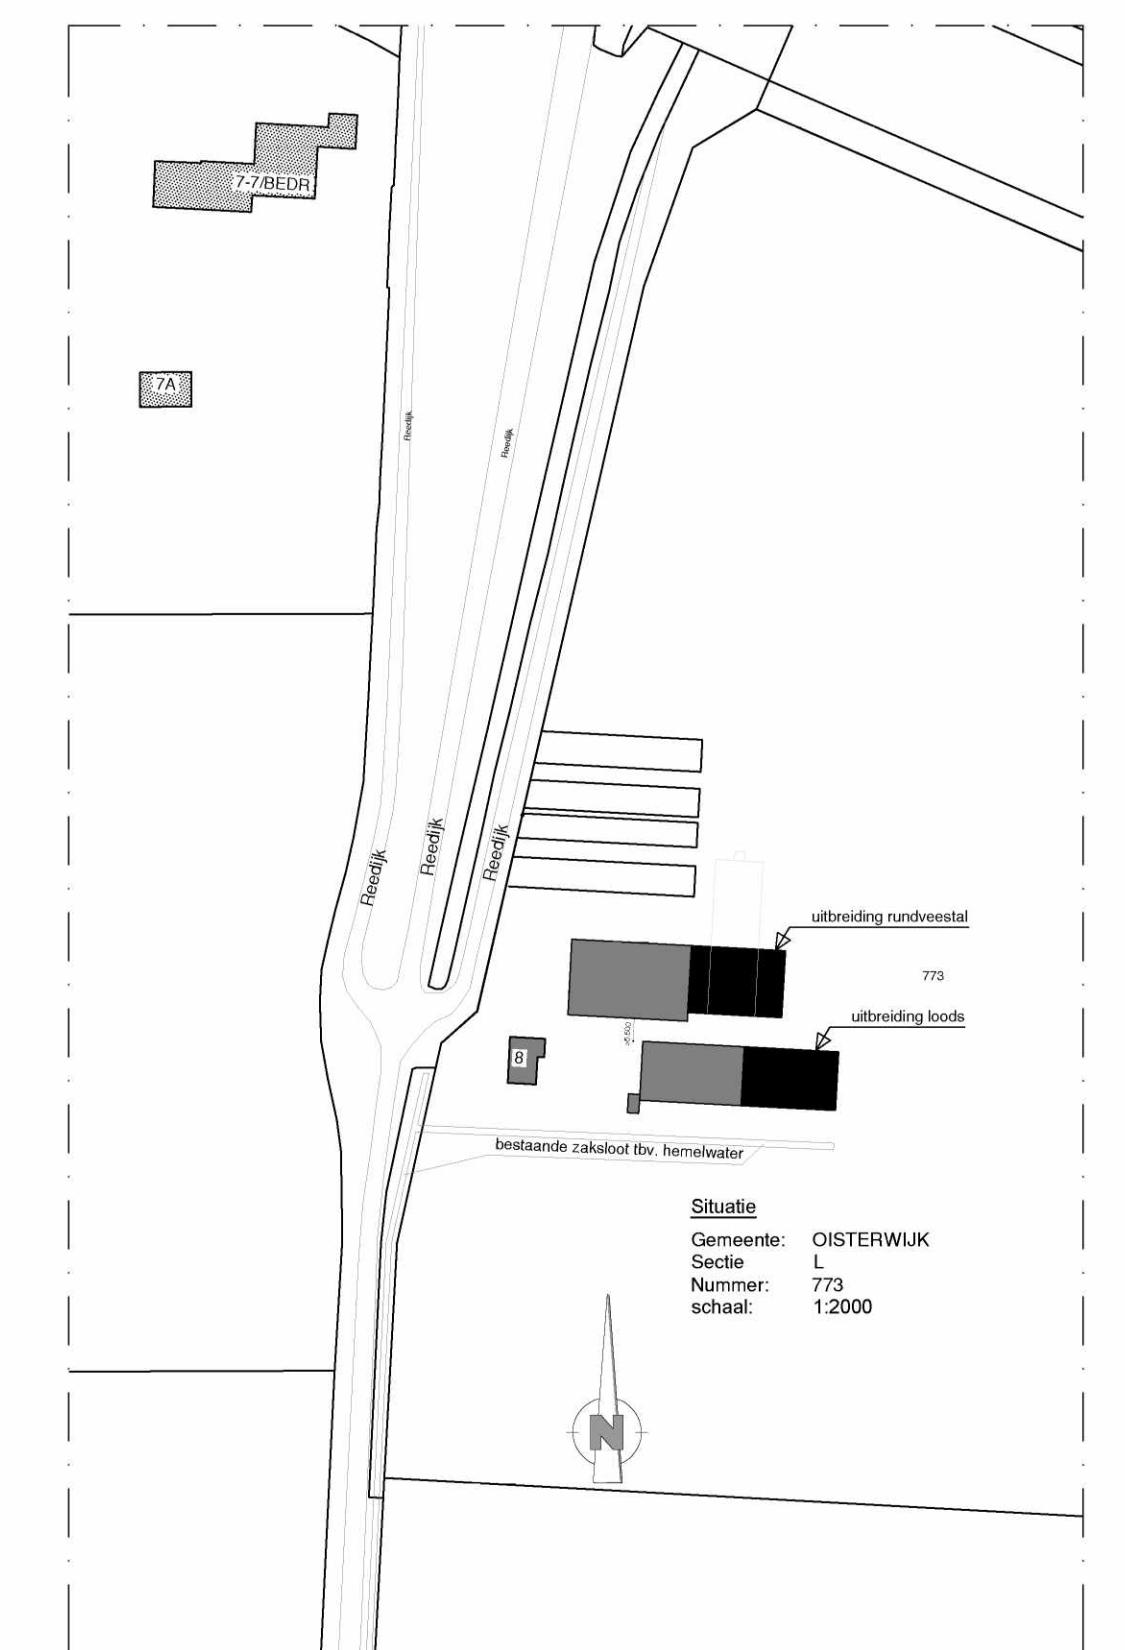 7-7/BEDR
7A
Reedijk
Reedijk
Reedijk
Reedijk
Reedijk
uitbreiding rundveestal
773
uitbreiding loods
8
bestaande zaksloot tbv. hemelwater
Situatie
Gemeente: OISTERWIJK
Sectie L
Nummer: 773
schaal: 1:2000
N